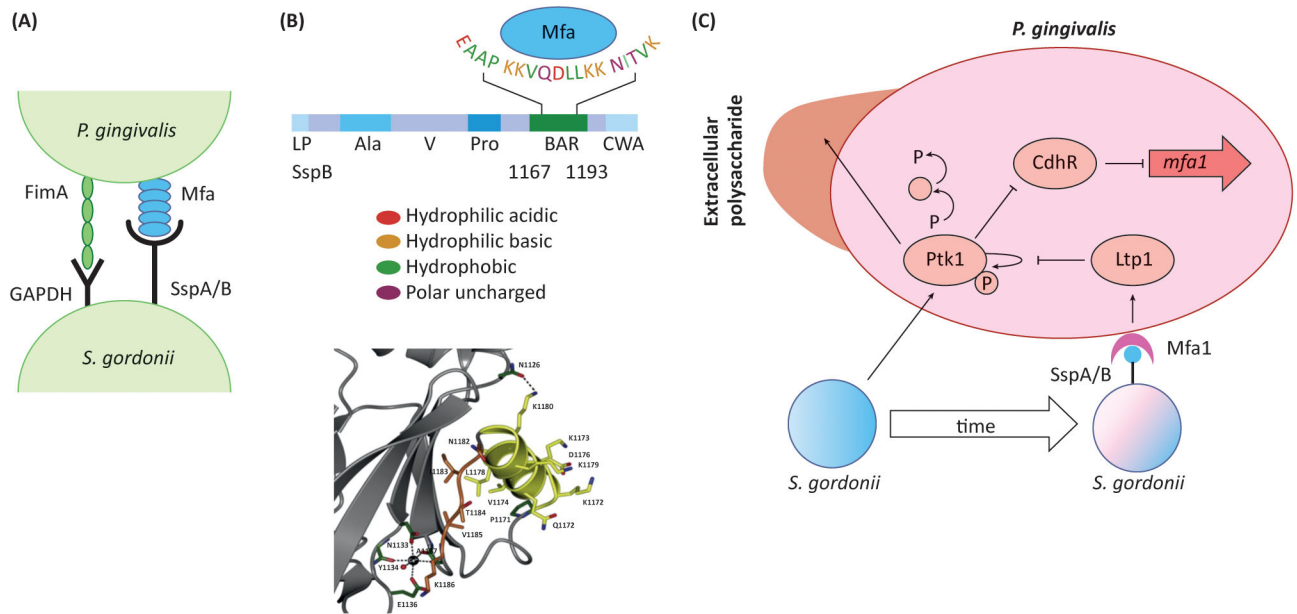 (A)
P. gingivalis
FimA
Mfa
GAPDH
SspA/B
S. gordonii
(B)
Mfa
EAAP KKVQDLLKK NITVK
LP Ala V Pro BAR CWA
SspB 1167 1193
Hydrophilic acidic
Hydrophilic basic
Hydrophobic
Polar uncharged
N1126
K1180
N1182
K1173
D1176
K1179
L1183
L1178
K1172
V1174
T1184
P1171
Q1172
V1185
N1133
Y1134
K1186
E1136
(C)
P. gingivalis
Extracellular
polysaccharide
P
P
CdhR
mfa1
Ptk1
P
Ltp1
Mfa1
SspA/B
time
S. gordonii
S. gordonii